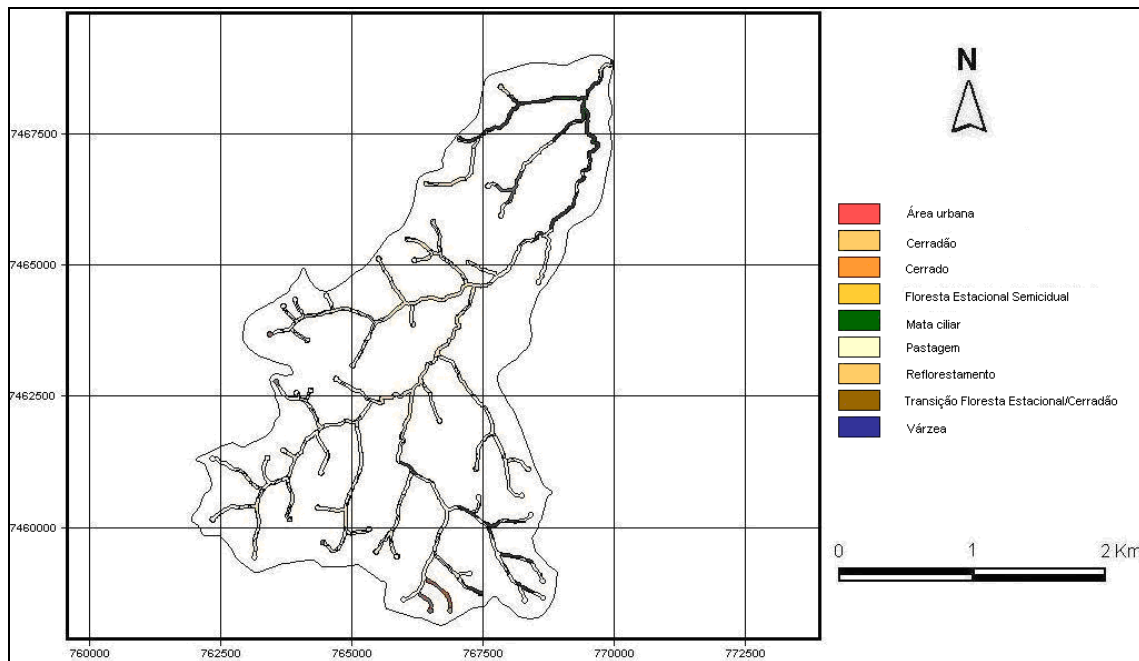 N
7467500
7465000
7462500
7460000
760000
762500
765000
767500
770000
772500
Área urbana
Cerradão
Cerrado
Floresta Estacional Semicidual
Mata ciliar
Pastagem
Reflorestamento
Transição Floresta Estacional/Cerradão
Várzea
0 1 2 Km